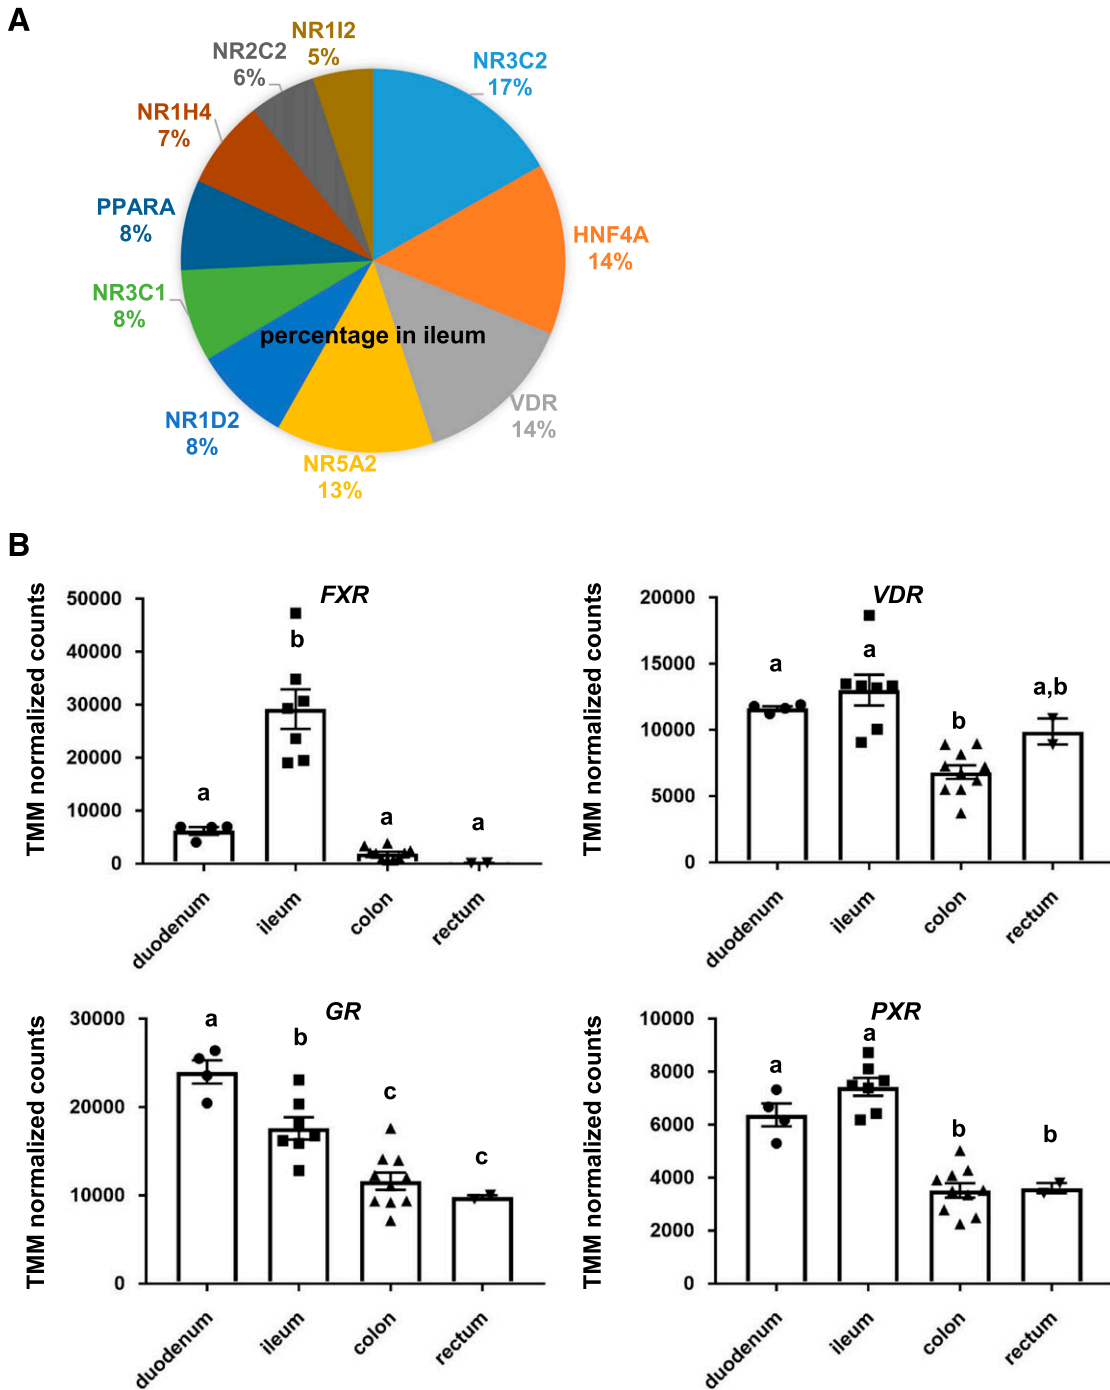 A
NR1I2
5%
NR2C2
6%
NR3C2
17%
NR1H4
7%
PPARA
8%
HNF4A
14%
NR3C1
8%
percentage in ileum
VDR
14%
NR1D2
8%
NR5A2
13%
B
FXR
TMM normalized counts
50000
40000
30000
20000
10000
0
a
b
a
a
duodenum
ileum
colon
rectum
VDR
TMM normalized counts
20000
15000
10000
5000
0
a
a
b
a,b
duodenum
ileum
colon
rectum
GR
TMM normalized counts
30000
20000
10000
0
a
b
c
c
duodenum
ileum
colon
rectum
PXR
TMM normalized counts
10000
8000
6000
4000
2000
0
a
a
b
b
duodenum
ileum
colon
rectum